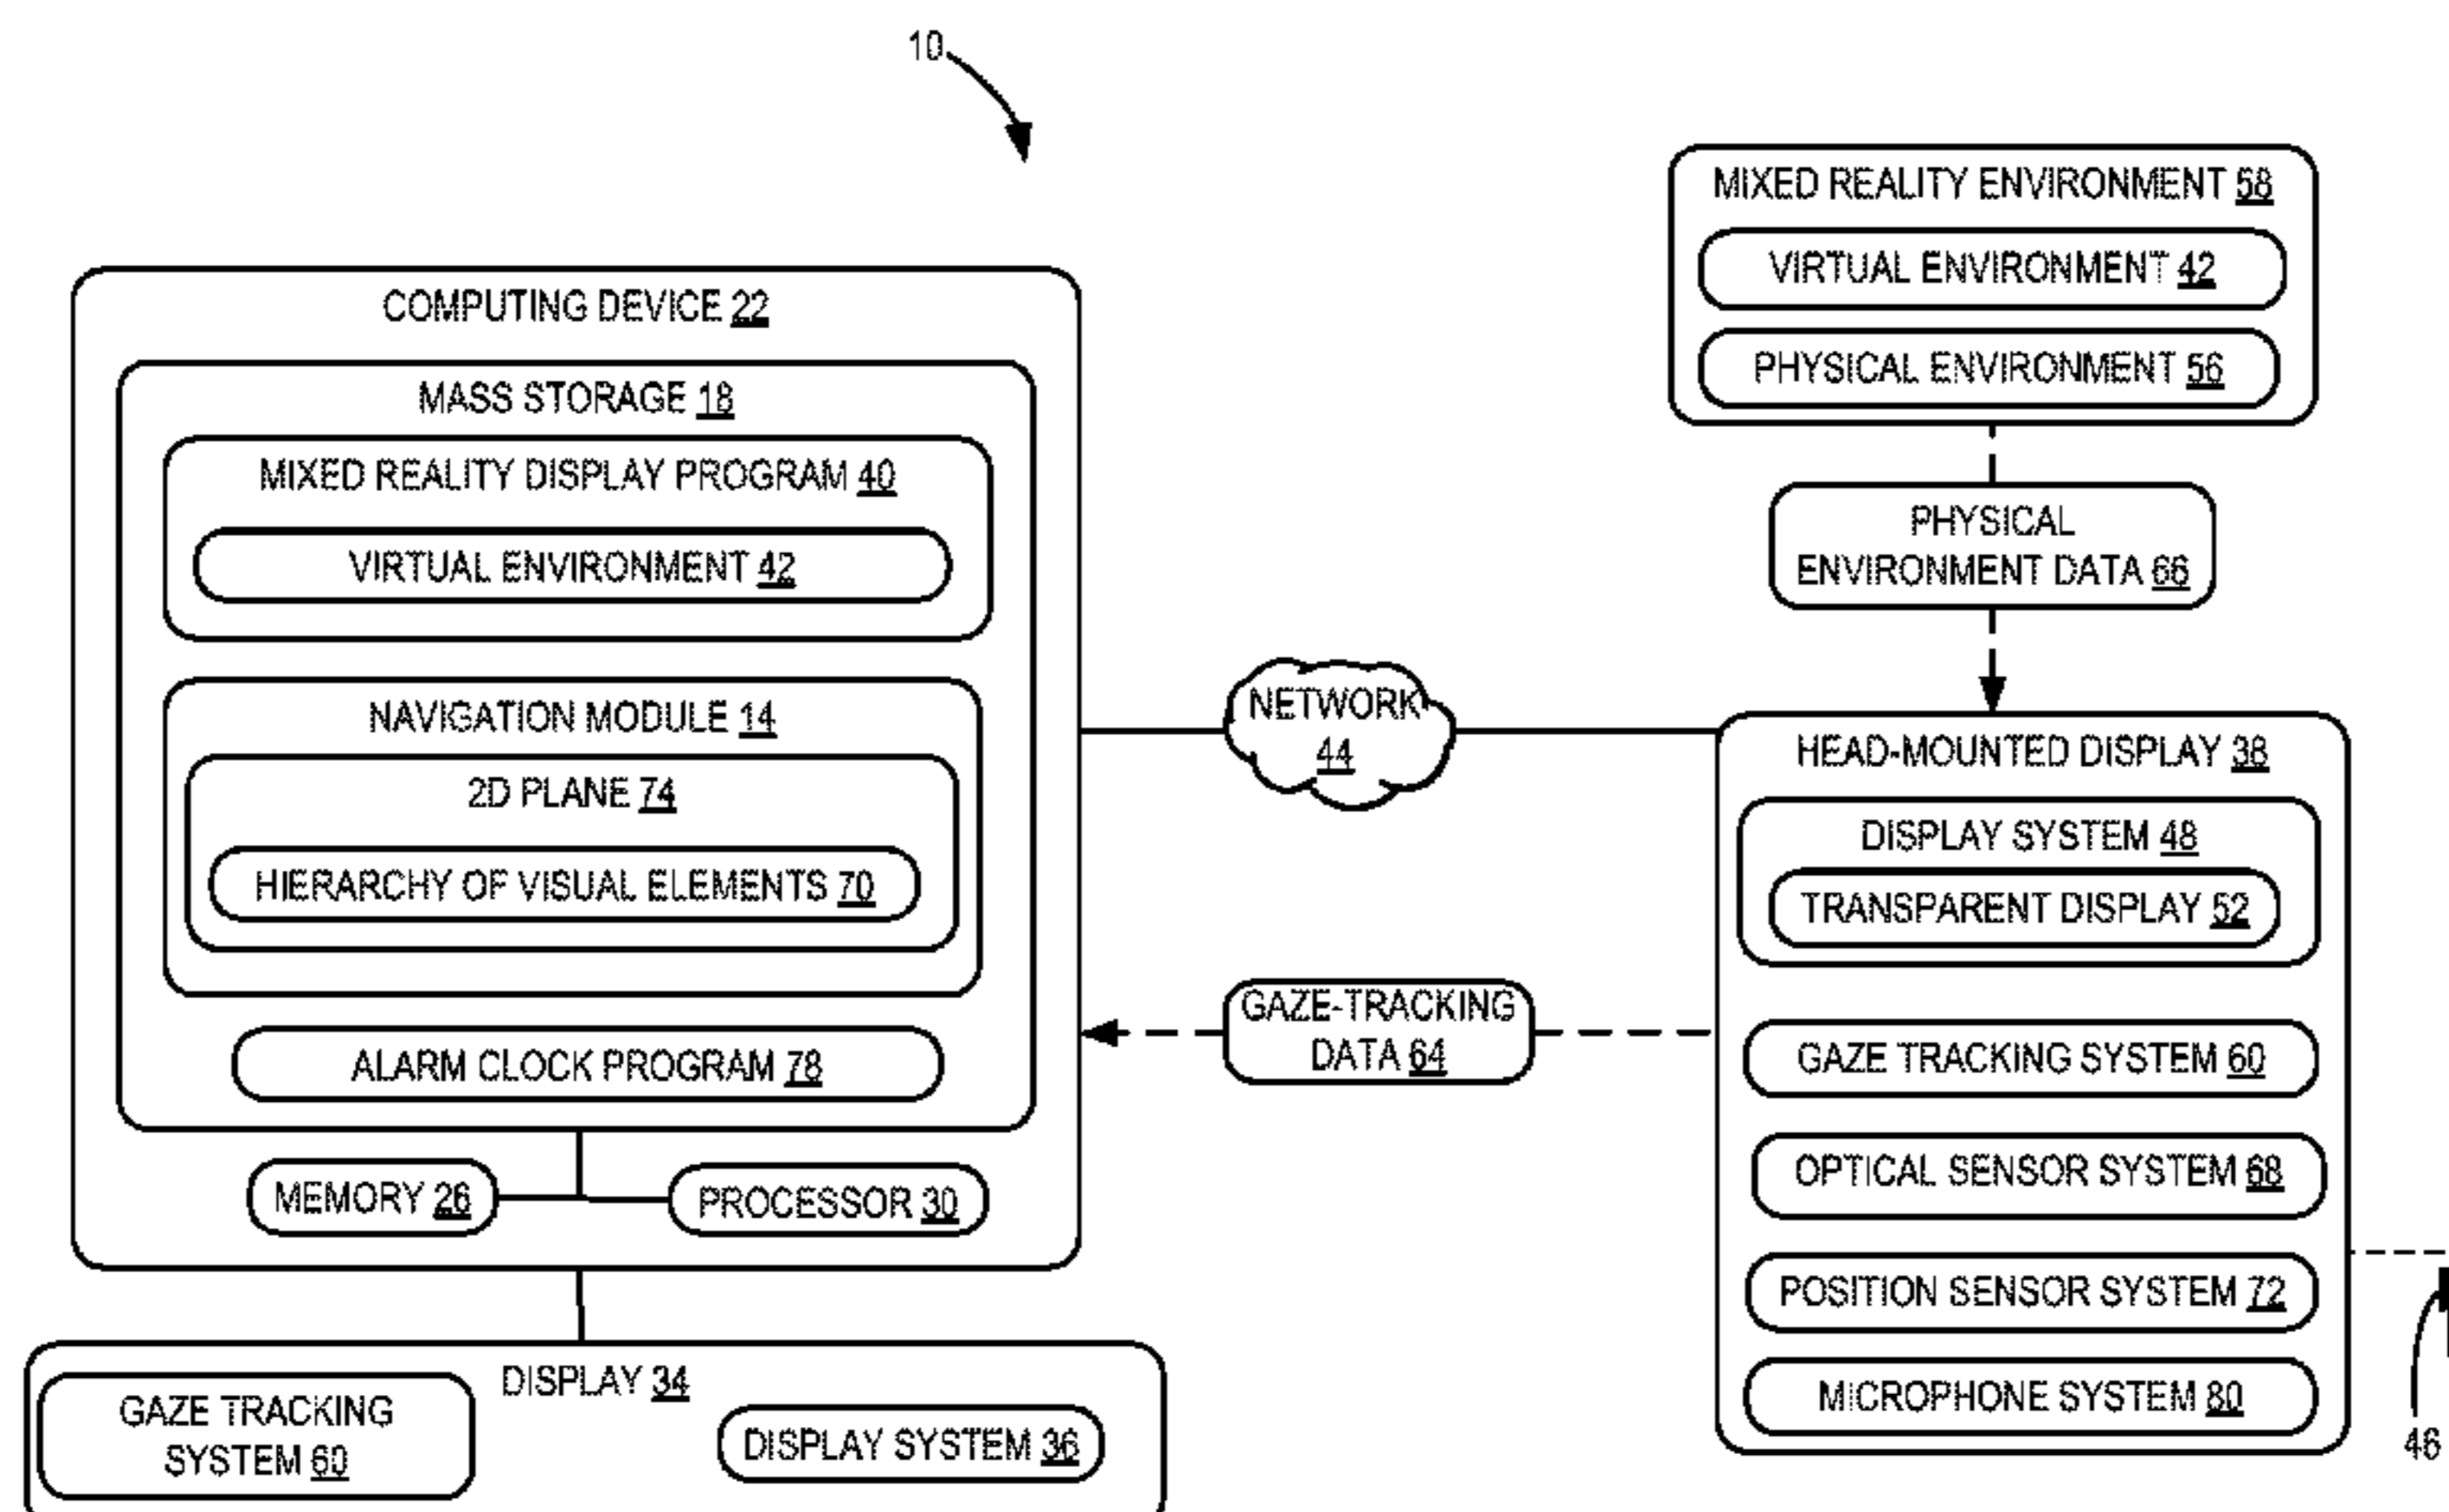 10
COMPUTING DEVICE 22
MASS STORAGE 18
MIXED REALITY DISPLAY PROGRAM 40
VIRTUAL ENVIRONMENT 42
NAVIGATION MODULE 14
2D PLANE 74
HIERARCHY OF VISUAL ELEMENTS 70
ALARM CLOCK PROGRAM 78
MEMORY 26
PROCESSOR 30
DISPLAY 34
GAZE TRACKING
SYSTEM 60
DISPLAY SYSTEM 36
NETWORK
44
GAZE-TRACKING
DATA 64
MIXED REALITY ENVIRONMENT 58
VIRTUAL ENVIRONMENT 42
PHYSICAL ENVIRONMENT 56
PHYSICAL
ENVIRONMENT DATA 66
HEAD-MOUNTED DISPLAY 38
DISPLAY SYSTEM 48
TRANSPARENT DISPLAY 52
GAZE TRACKING SYSTEM 60
OPTICAL SENSOR SYSTEM 68
POSITION SENSOR SYSTEM 72
MICROPHONE SYSTEM 80
46